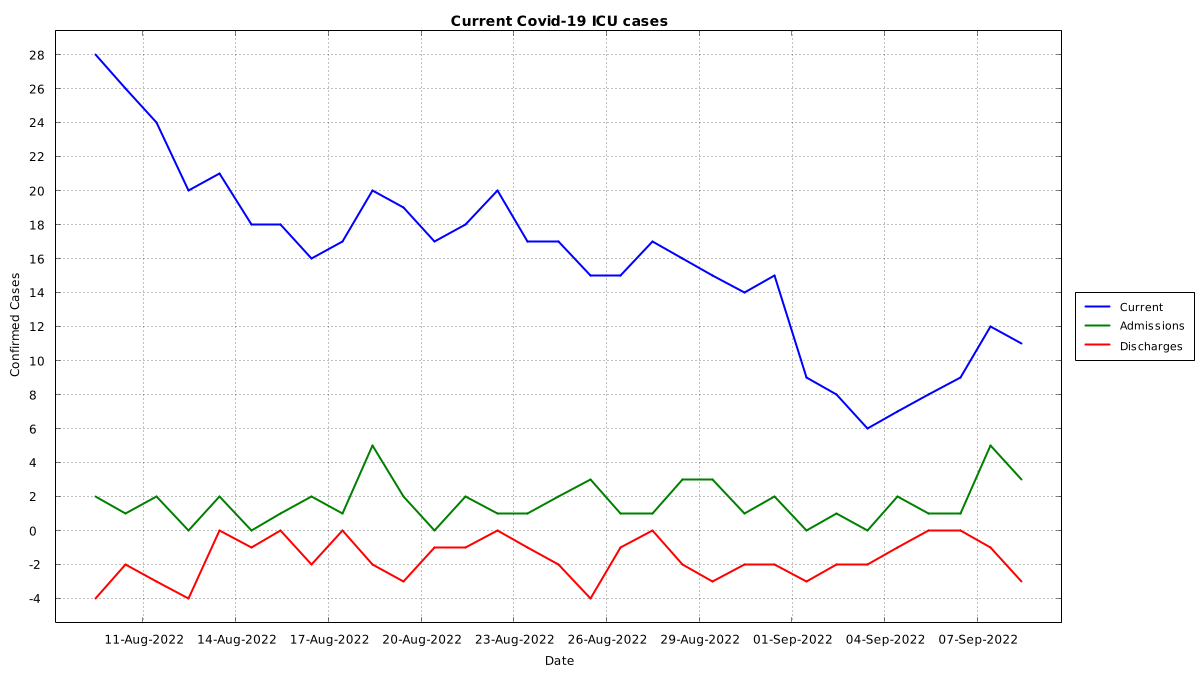 Current Covid-19 ICU cases
28
26
24
22
20
18
16
14
12
10
8
6
4
2
0
-2
-4
Confirmed Cases
11-Aug-2022 14-Aug-2022 17-Aug-2022 20-Aug-2022 23-Aug-2022 26-Aug-2022 29-Aug-2022 01-Sep-2022 04-Sep-2022 07-Sep-2022
Date
Current
Admissions
Discharges